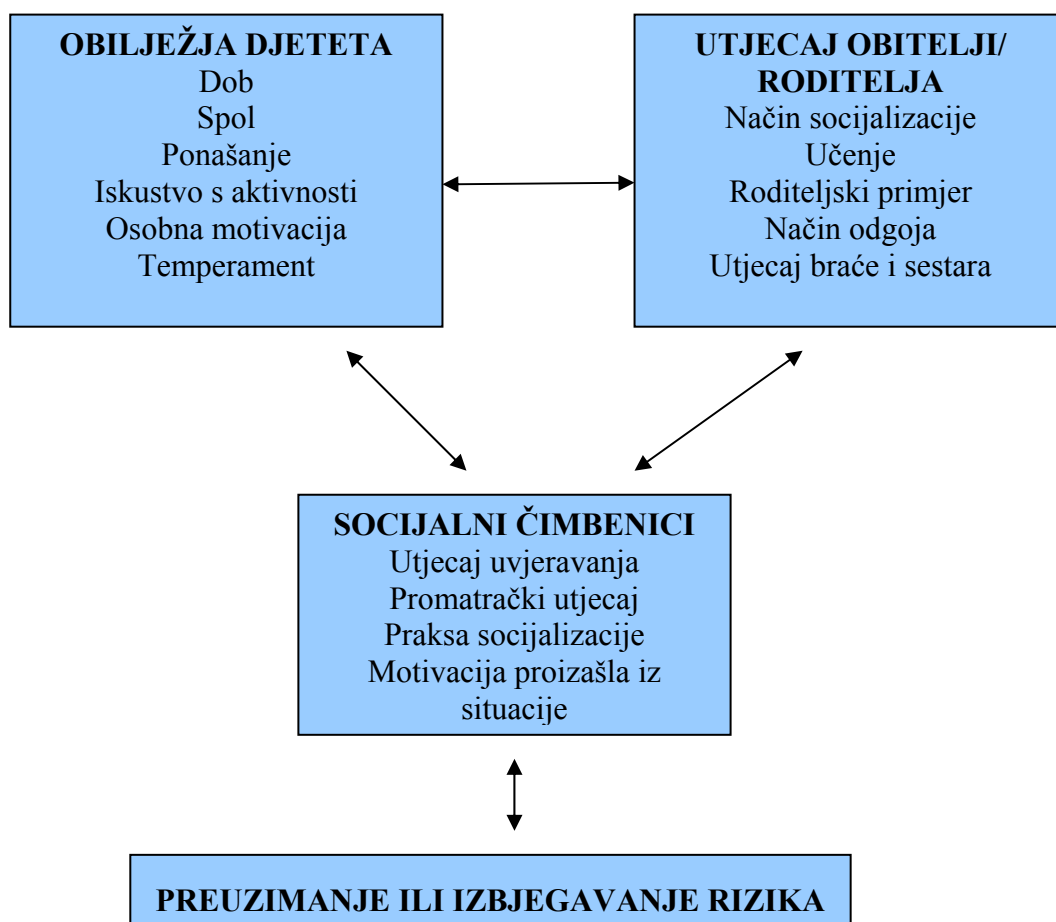 OBILJEŽJA DJETETA
Dob
Spol
Ponašanje
Iskustvo s aktivnosti
Osobna motivacija
Temperament
UTJECAJ OBITELJI/
RODITELJA
Način socijalizacije
Učenje
Roditeljski primjer
Način odgoja
Utjecaj braće i sestara
SOCIJALNI ČIMBENICI
Utjecaj uvjeravanja
Promatrački utjecaj
Praksa socijalizacije
Motivacija proizašla iz
situacije
PREUZIMANJE ILI IZBJEGAVANJE RIZIKA